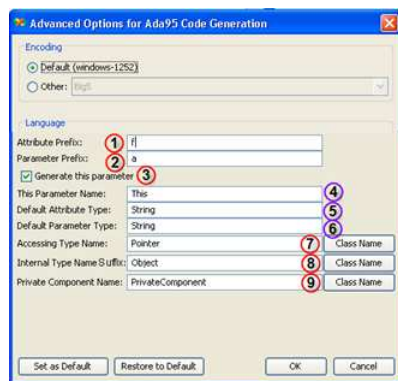 Advanced Options for Ada95 Code Generation
Encoding
Default (windows-1252)
Other: Big5
Language
Attribute Prefix: 1 f
Parameter Prefix: 2 a
Generate this parameter 3
This Parameter Name: This 4
Default Attribute Type: String 5
Default Parameter Type: String 6
Accessing Type Name: Pointer 7 Class Name
Internal Type Name Suffix: Object 8 Class Name
Private Component Name: PrivateComponent 9 Class Name
Set as Default Restore to Default OK Cancel